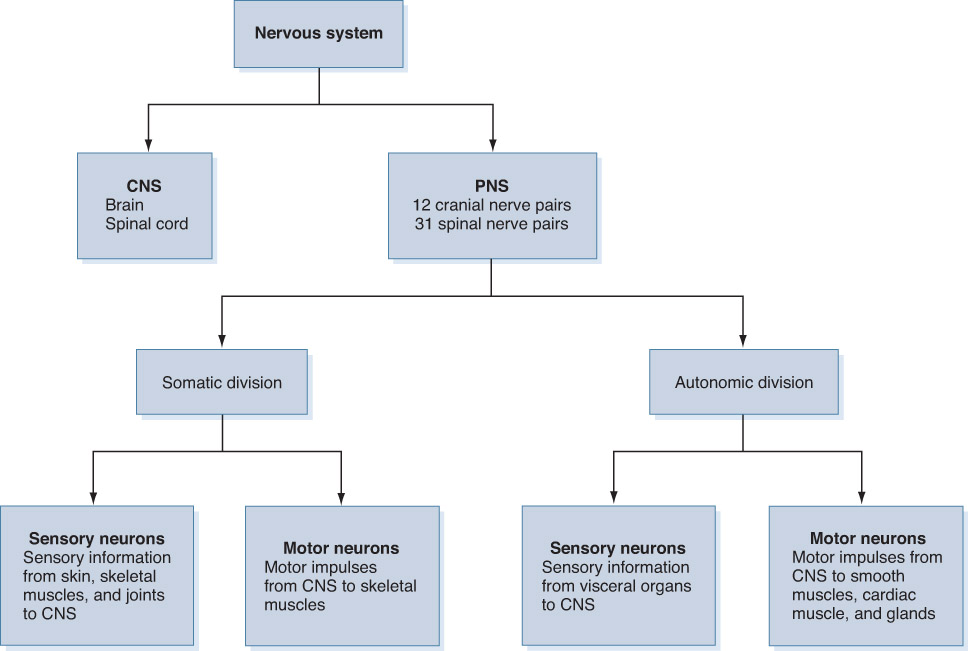 Nervous system
CNS
Brain
Spinal cord
PNS
12 cranial nerve pairs
31 spinal nerve pairs
Somatic division
Autonomic division
Sensory neurons
Sensory information
from skin, skeletal
muscles, and joints
to CNS
Motor neurons
Motor impulses
from CNS to skeletal
muscles
Sensory neurons
Sensory information
from visceral organs
to CNS
Motor neurons
Motor impulses from
CNS to smooth
muscles, cardiac
muscle, and glands